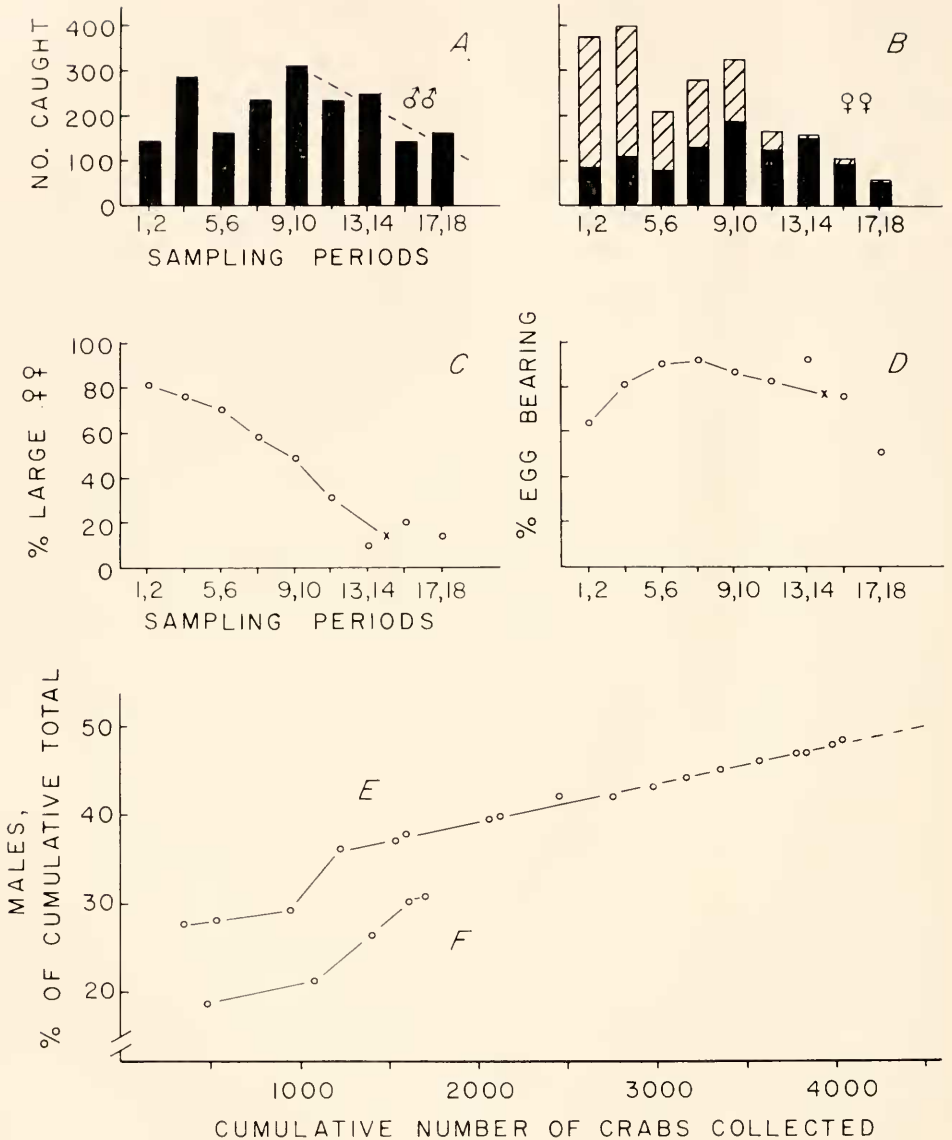 NO. CAUGHT
400
300
200
100
0
A
♂♂
1,2 5,6 9,10 13,14 17,18
SAMPLING PERIODS
B
♀♀
1,2 5,6 9,10 13,14 17,18
% LARGE ♀♀
100
80
60
40
20
0
C
x
1,2 5,6 9,10 13,14 17,18
SAMPLING PERIODS
% EGG BEARING
D
x
1,2 5,6 9,10 13,14 17,18
MALES,
% OF CUMULATIVE TOTAL
50
40
30
20
E
F
1000 2000 3000 4000
CUMULATIVE NUMBER OF CRABS COLLECTED